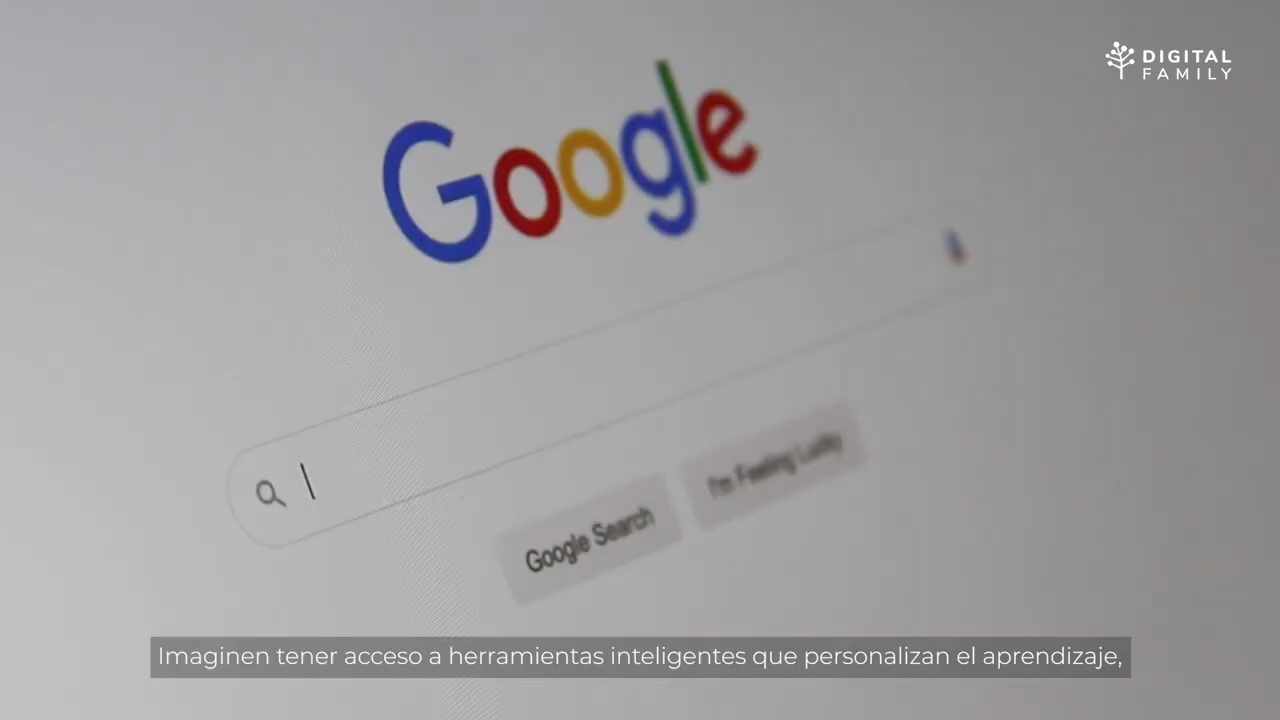 DIGITAL
FAMILY
Google
Google Search
I'm Feeling Lucky
Imaginen tener acceso a herramientas inteligentes que personalizan el aprendizaje,